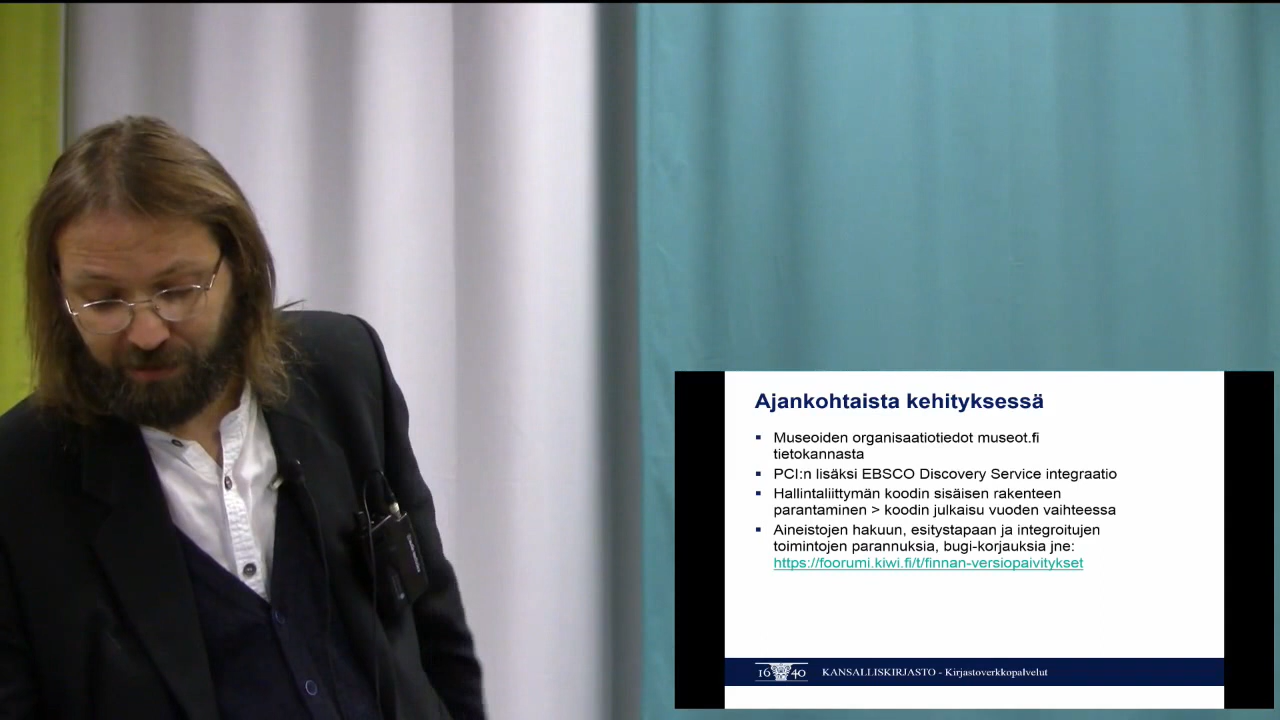 Ajankohtaista kehityksessä
▪ Museoiden organisaatiotiedot museot.fi
tietokannasta
▪ PCI:n lisäksi EBSCO Discovery Service integraatio
▪ Hallintaliittymän koodin sisäisen rakenteen
parantaminen > koodin julkaisu vuoden vaihteessa
▪ Aineistojen hakuun, esitystapaan ja integroitujen
toimintojen parannuksia, bugi-korjauksia jne:
https://foorumi.kiwi.fi/t/finnan-versiopaivitykset
16 40 KANSALLISKIRJASTO - Kirjastoverkkopalvelut